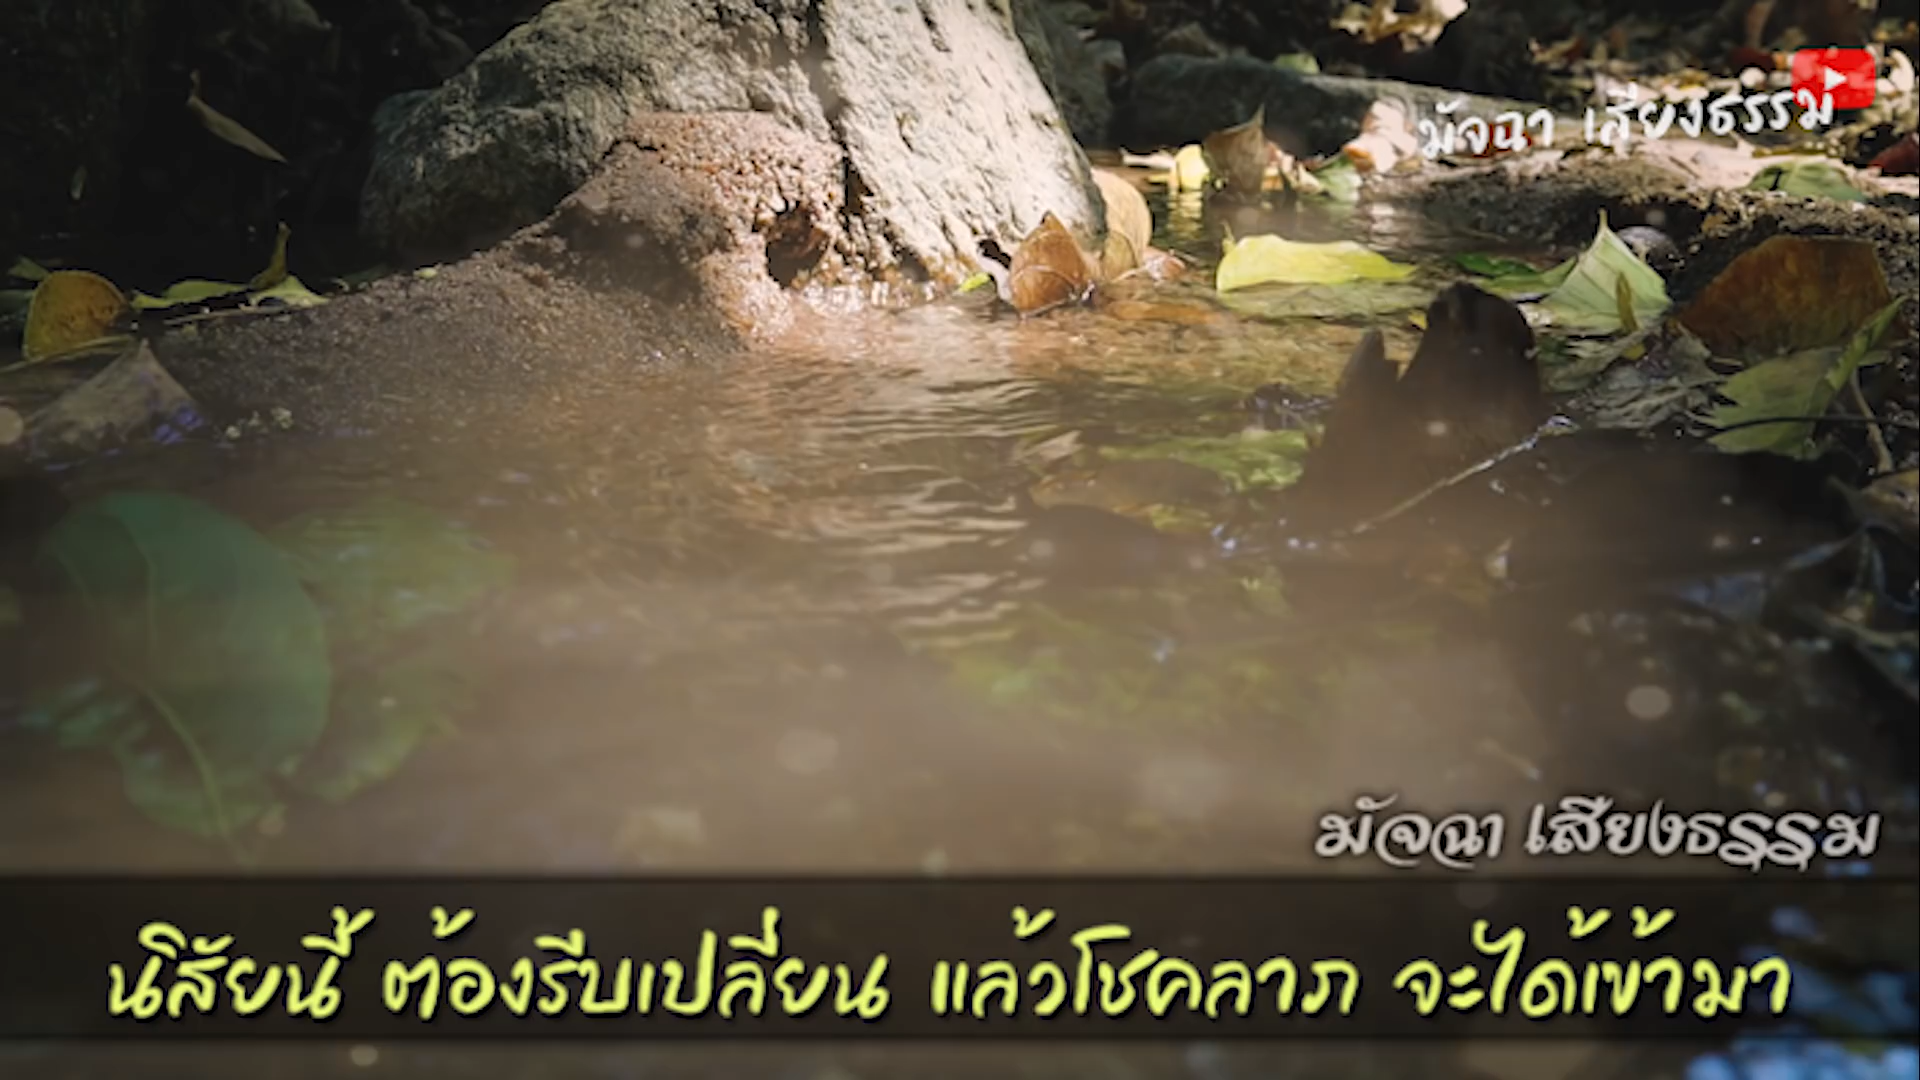 มัจฉา เสียงธรรม
มัจฉา เสียงธรรม
นิสัยนี้ ต้องรีบเปลี่ยน แล้วโชคลาภ จะได้เข้ามา